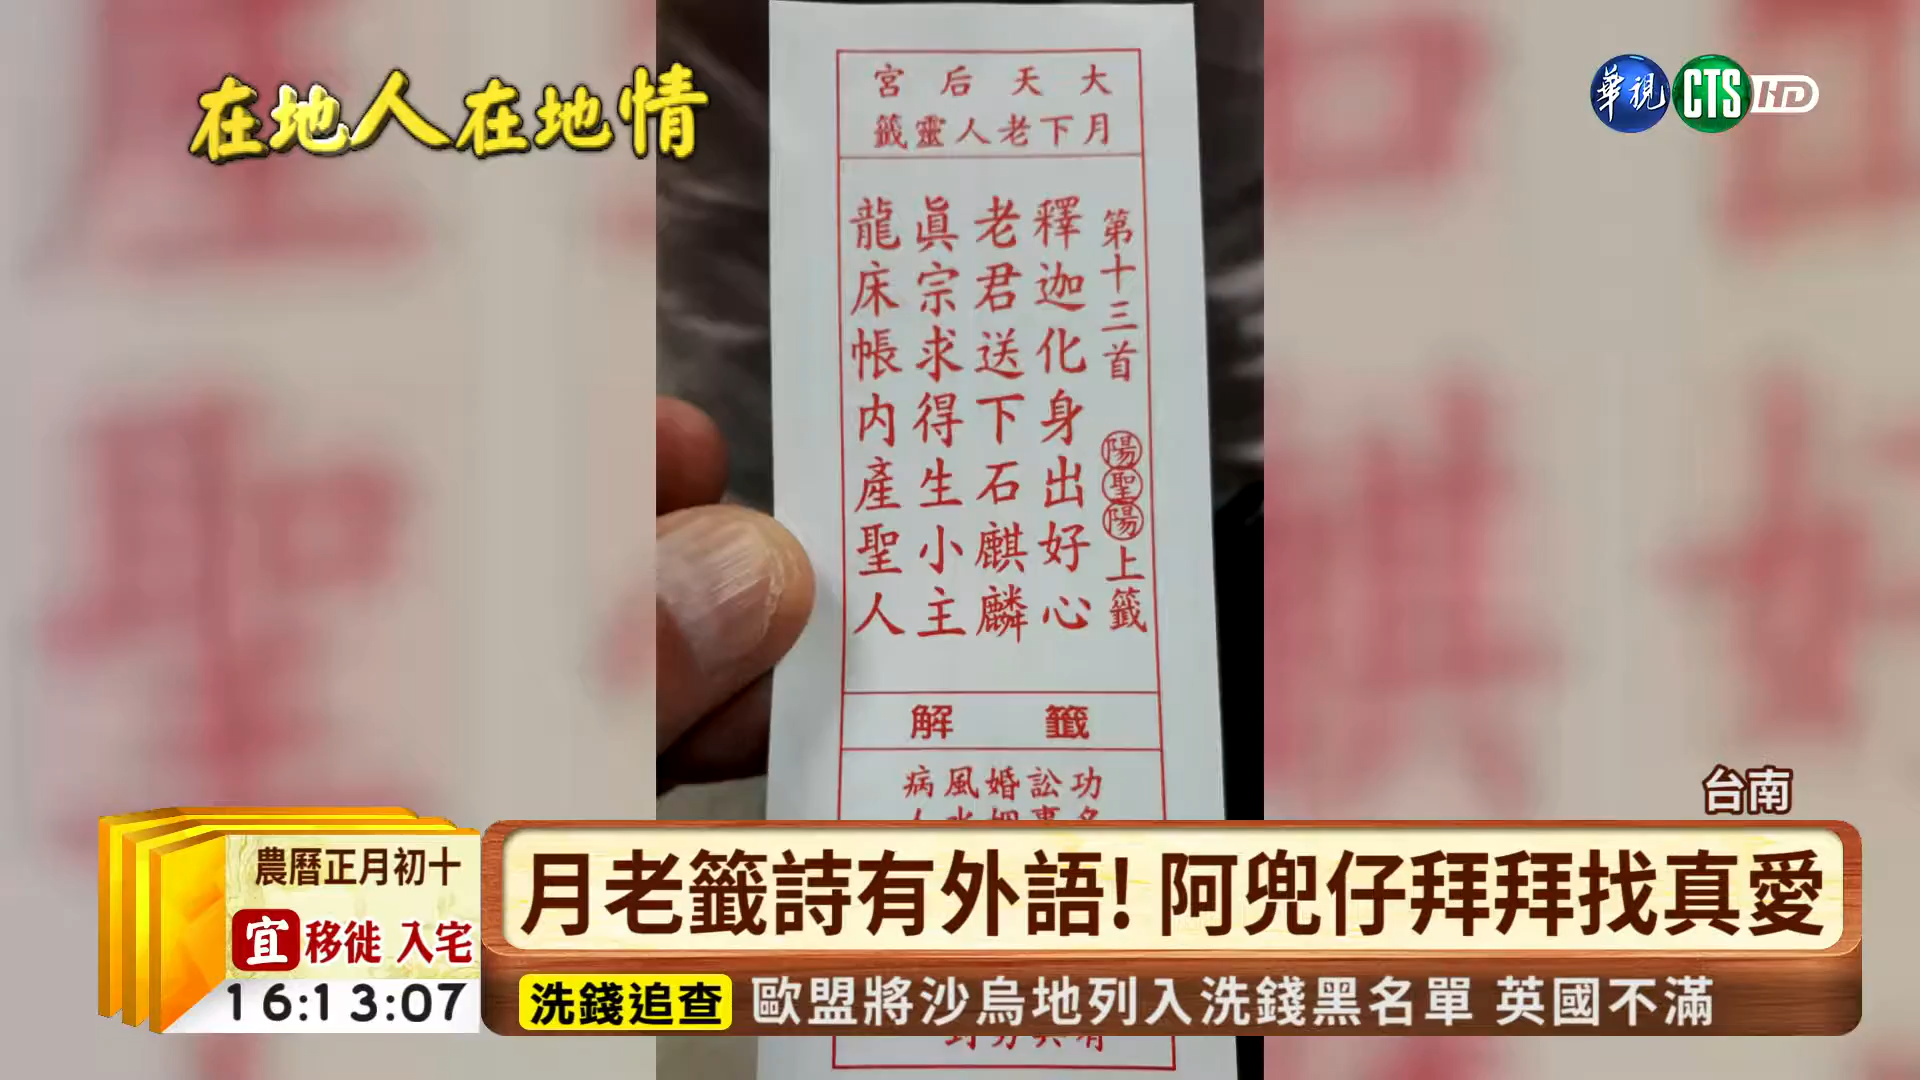 在地人在地情
華視 CTS HD
大天后宮
月下老人靈籤
第十三首 陽聖陽 上籤
釋迦化身出好心
老君送下石麒麟
眞宗求得生小主
龍床帳內產聖人
籤解
功
訟
婚
風
病
台南
農曆正月初十
宜 移徙 入宅
16:13:07
月老籤詩有外語! 阿兜仔拜拜找真愛
洗錢追查 歐盟將沙烏地列入洗錢黑名單 英國不滿